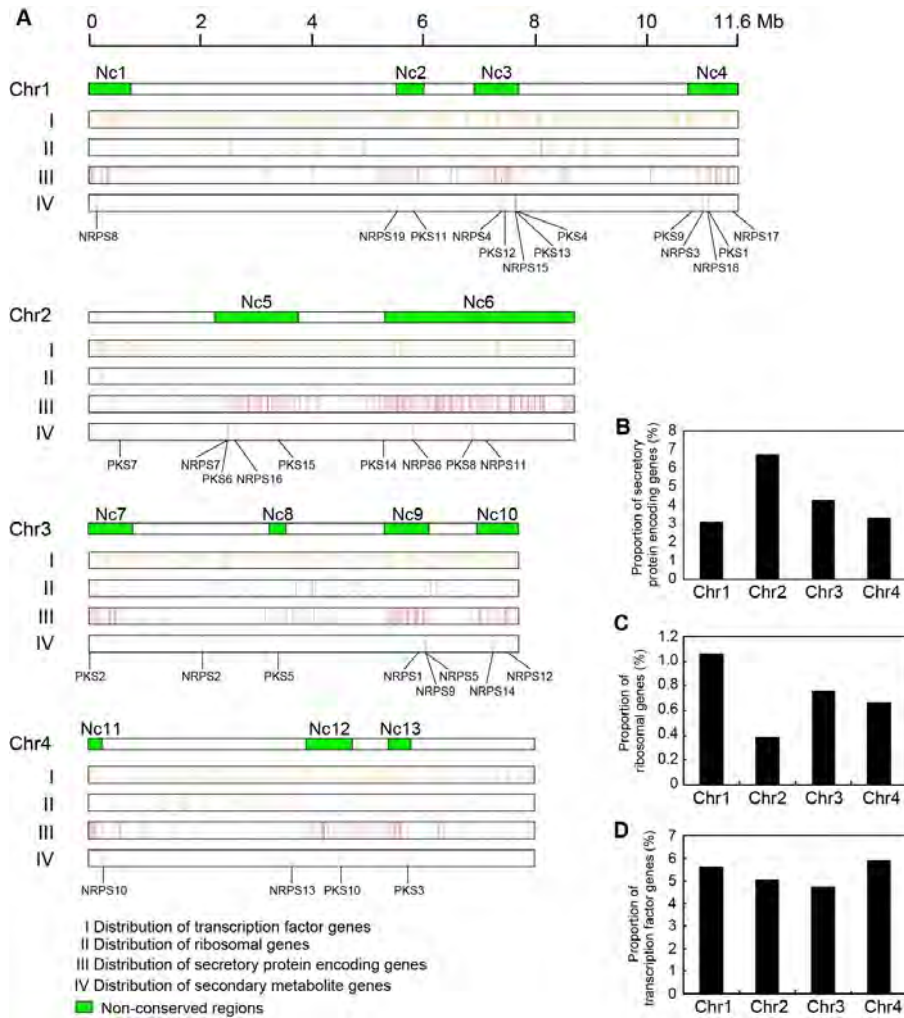 A
0 2 4 6 8 10 11.6 Mb
Nc1 Nc2 Nc3 Nc4
Chr1
I
II
III
IV
NRPS8 NRPS19 PKS11 NRPS4 PKS4 PKS9 NRPS17
PKS12 PKS13 NRPS3 PKS1
NRPS15 NRPS18
Nc5 Nc6
Chr2
I
II
III
IV
PKS7 NRPS7 PKS15 PKS14 NRPS6 PKS8 NRPS11
PKS6 NRPS16
Nc7 Nc8 Nc9 Nc10
Chr3
I
II
III
IV
PKS2 NRPS2 PKS5 NRPS1 NRPS5 NRPS12
NRPS9 NRPS14
Nc11 Nc12 Nc13
Chr4
I
II
III
IV
NRPS10 NRPS13 PKS10 PKS3
I Distribution of transcription factor genes
II Distribution of ribosomal genes
III Distribution of secretory protein encoding genes
IV Distribution of secondary metabolite genes
Non-conserved regions
B
Proportion of secretory
protein encoding genes (%)
8
7
6
5
4
3
2
1
0
Chr1 Chr2 Chr3 Chr4
C
Proportion of
ribosomal genes (%)
1.2
1.0
0.8
0.6
0.4
0.2
0
Chr1 Chr2 Chr3 Chr4
D
Proportion of
transcription factor genes (%)
7
6
5
4
3
2
1
0
Chr1 Chr2 Chr3 Chr4